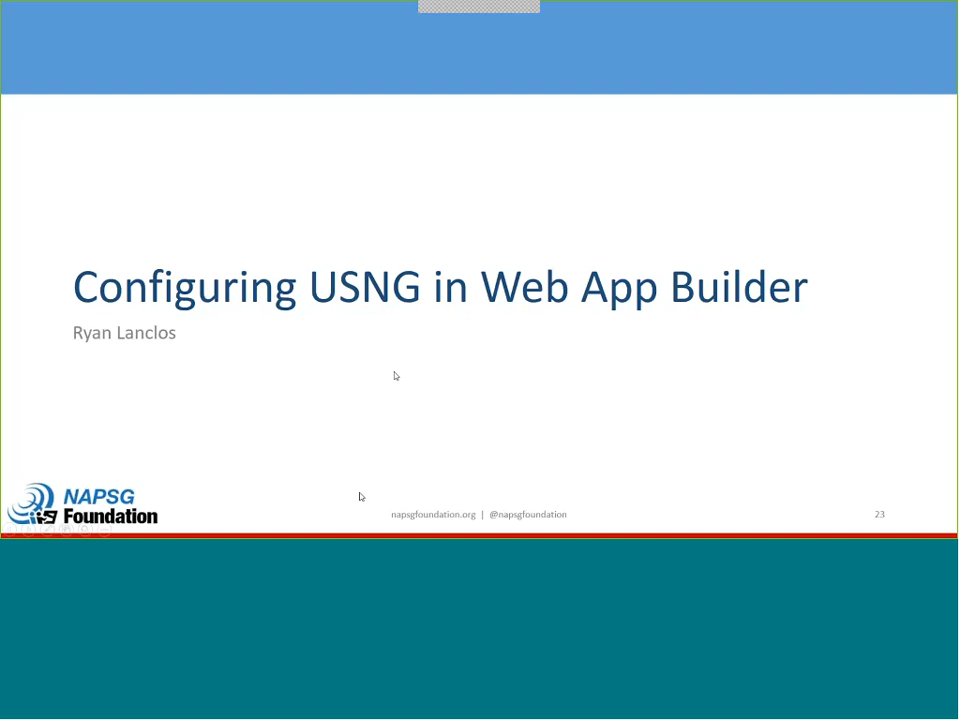 Configuring USNG in Web App Builder
Ryan Lanclos
NAPSG
Foundation
napsgfoundation.org | @napsgfoundation
23